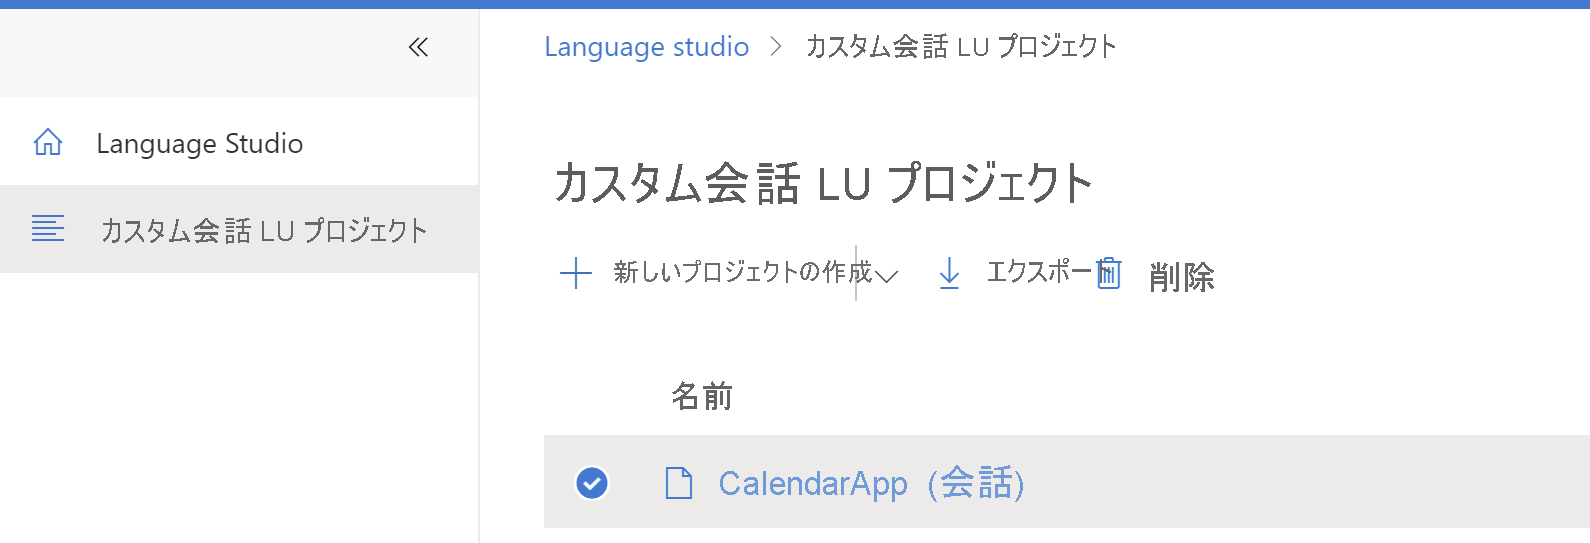 Language studio > カスタム会話 LU プロジェクト
Language Studio
カスタム会話 LU プロジェクト
カスタム会話 LU プロジェクト
新しいプロジェクトの作成 エクスポート 削除
名前
CalendarApp (会話)